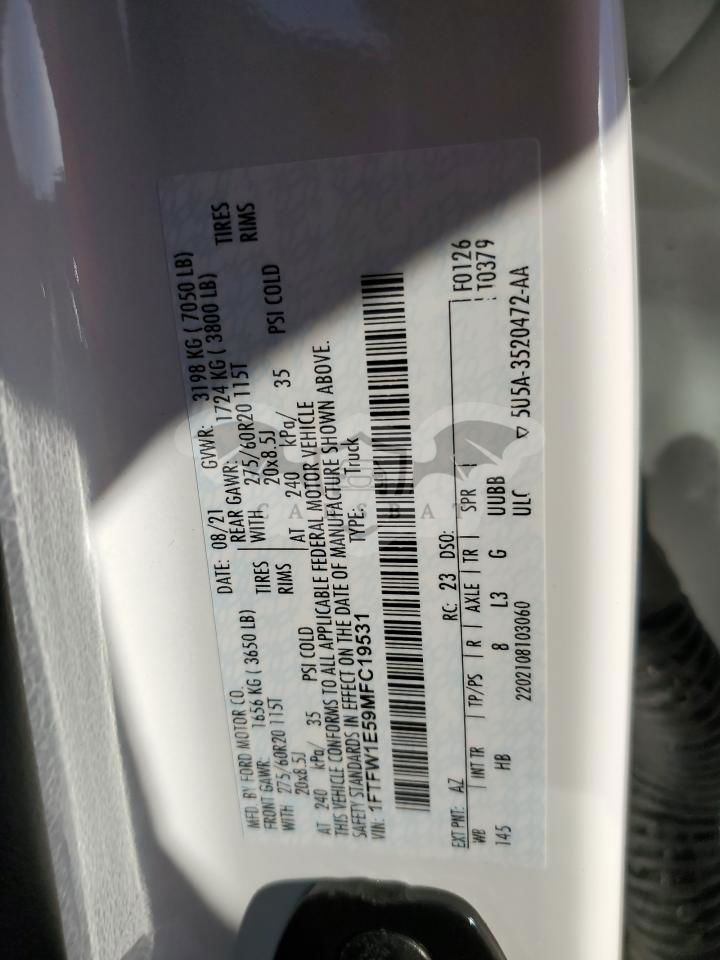 MFD. BY FORD MOTOR CO. DATE: 08/21 GVWR: 3198 KG ( 7050 LB)
FRONT GAWR: 1656 KG ( 3650 LB) REAR GAWR: 1724 KG ( 3800 LB)
WITH 275/60R20 115T TIRES WITH 275/60R20 115T TIRES
20x8.5J RIMS 20x8.5J RIMS
AT 240 kPa/ 35 PSI COLD AT 240 kPa/ 35 PSI COLD
THIS VEHICLE CONFORMS TO ALL APPLICABLE FEDERAL MOTOR VEHICLE
SAFETY STANDARDS IN EFFECT ON THE DATE OF MANUFACTURE SHOWN ABOVE.
VIN: 1FTFW1E59MFC19531 TYPE: Truck
CARSBAT
EXT PNT: AZ RC: 23 DSO: F0126
WB INT TR TP/PS R AXLE TR SPR T0379
145 HB 8 L3 G UUBB
2202108103060 ULC 5U5A-3520472-AA